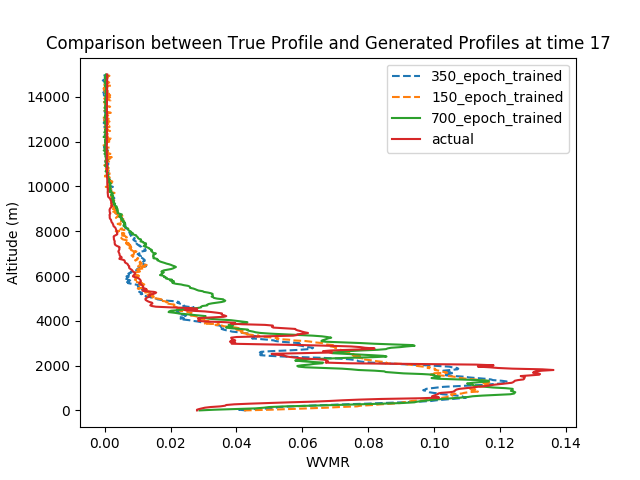 Comparison between True Profile and Generated Profiles at time 17
350_epoch_trained
150_epoch_trained
700_epoch_trained
actual
14000
12000
10000
8000
6000
4000
2000
0
Altitude (m)
0.00 0.02 0.04 0.06 0.08 0.10 0.12 0.14
WVMR